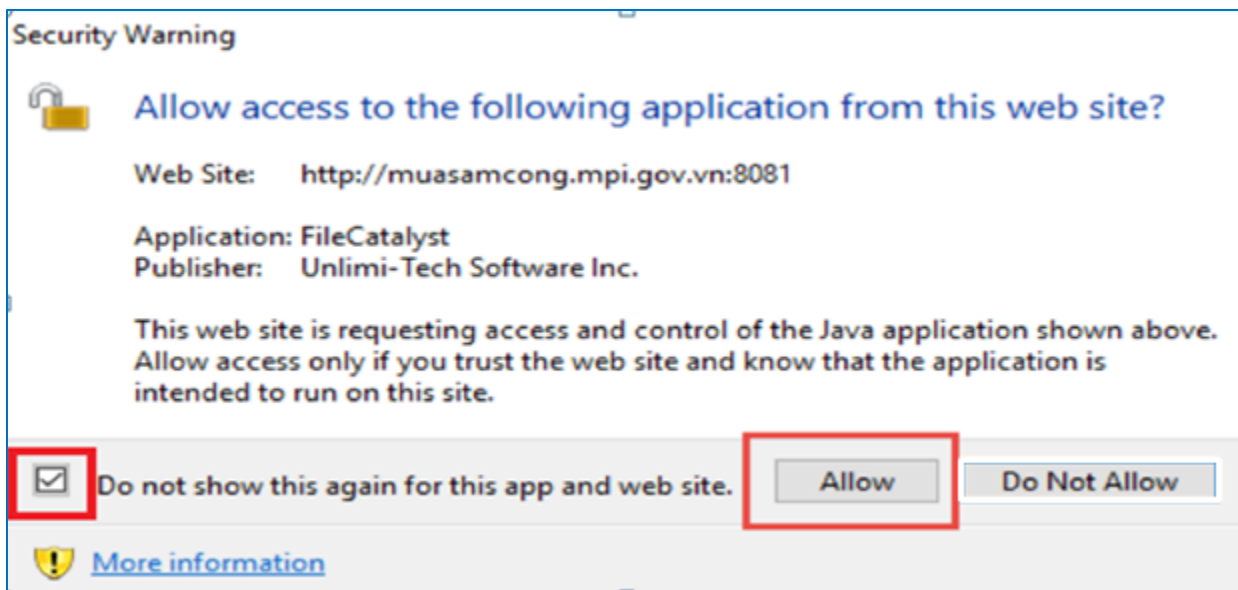 Security Warning
Allow access to the following application from this web site?
Web Site: http://muasamcong.mpi.gov.vn:8081
Application: FileCatalyst
Publisher: Unlimi-Tech Software Inc.
This web site is requesting access and control of the Java application shown above.
Allow access only if you trust the web site and know that the application is
intended to run on this site.
Do not show this again for this app and web site. Allow Do Not Allow
More information